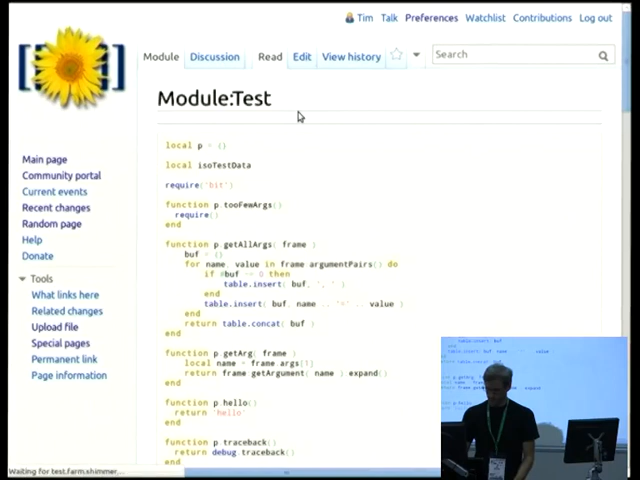 Tim Talk Preferences Watchlist Contributions Log out
Module Discussion Read Edit View history Search
Module:Test
Main page
Community portal
Current events
Recent changes
Random page
Help
Donate
Tools
What links here
Related changes
Upload file
Special pages
Permanent link
Page information
local p = {}
local isoTestData
require('bit')
function p.tooFewArgs()
require()
end
function p.getAllArgs( frame )
buf = {}
for name, value in frame argumentPairs() do
if #buf ~= 0 then
table.insert( buf, ', ' )
end
table.insert( buf, name .. '=' .. value )
end
return table.concat( buf )
end
function p.getArg( frame )
local name = frame.args[1]
return frame getArgument( name ).expand()
end
function p.hello()
return 'hello'
end
function p.traceback()
return debug.traceback()
end
Waiting for test.farm.shimmer...